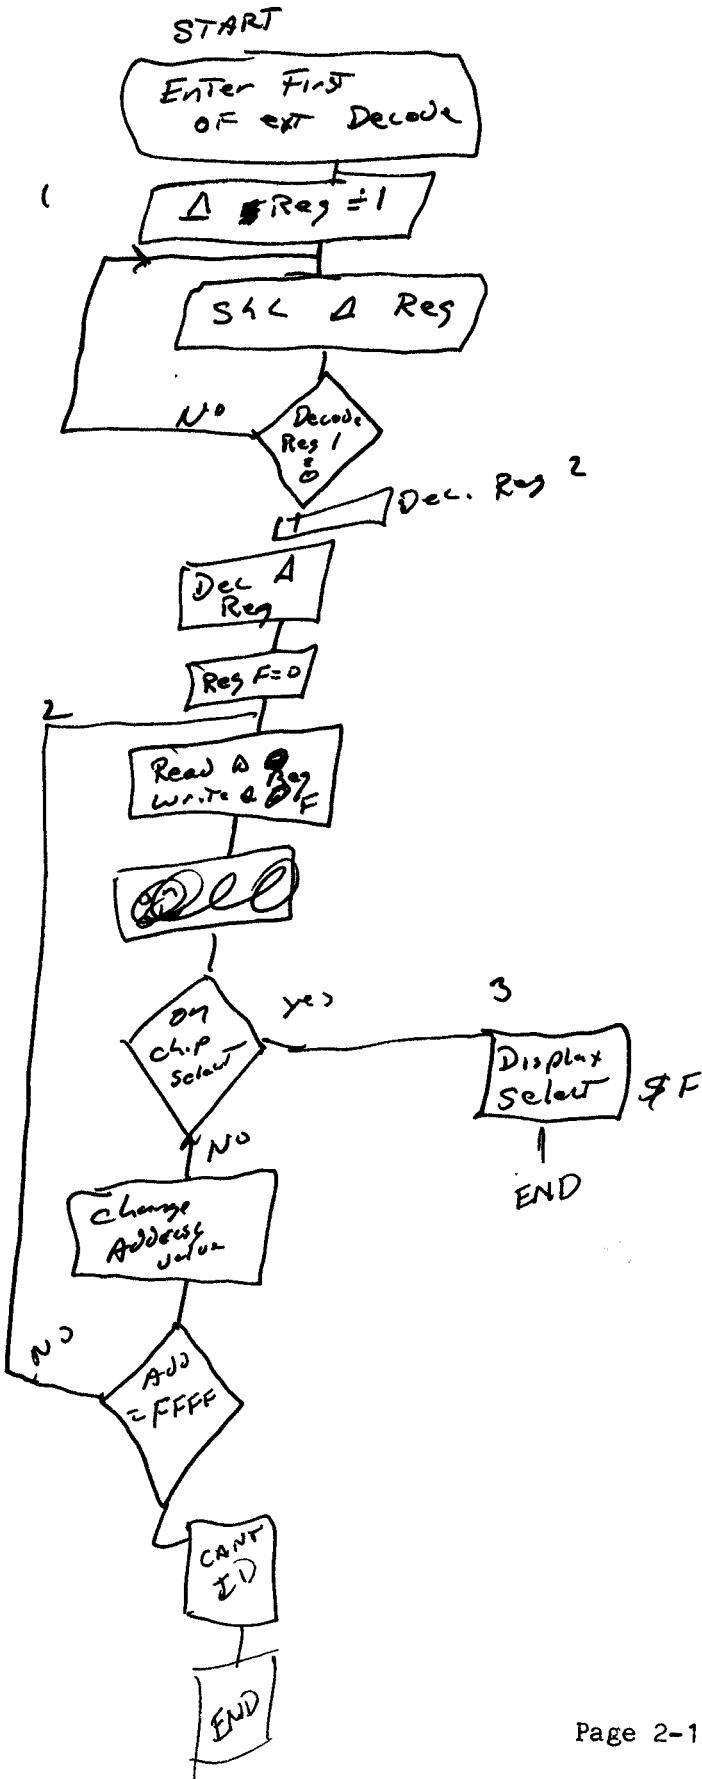 START
Enter First
of ext Decode
1
Δ Reg = 1
Δ Reg
No
Decode
Reg 1
=
0
Dec. Reg 2
Dec Δ
Reg
Reg F=0
2
Read Δ Reg
write Δ F
on
chip
select
yes
3
Display
Select
$F
END
NO
change
Address
value
NO
Add
=FFFF
CANT
ID
END
Page 2-1